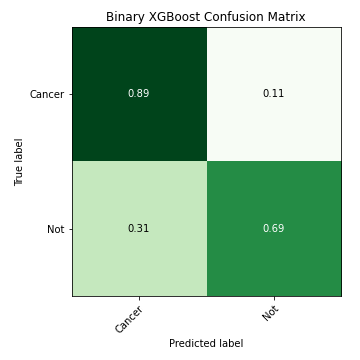 Binary XGBoost Confusion Matrix
True label
Cancer
0.89
0.11
Not
0.31
0.69
Cancer
Not
Predicted label